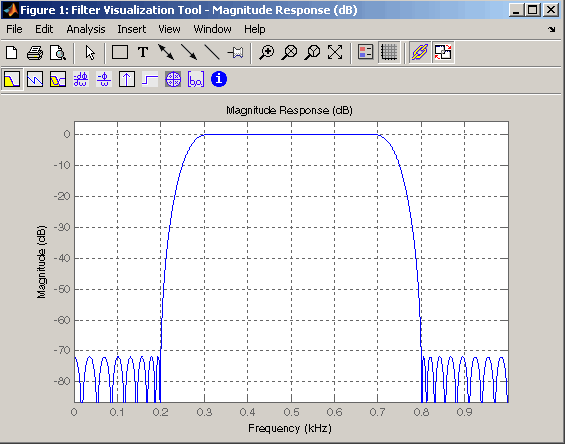 Figure 1: Filter Visualization Tool - Magnitude Response (dB)
File Edit Analysis Insert View Window Help
T
Magnitude Response (dB)
0
-10
-20
-30
-40
-50
-60
-70
-80
Magnitude (dB)
0 0.1 0.2 0.3 0.4 0.5 0.6 0.7 0.8 0.9
Frequency (kHz)